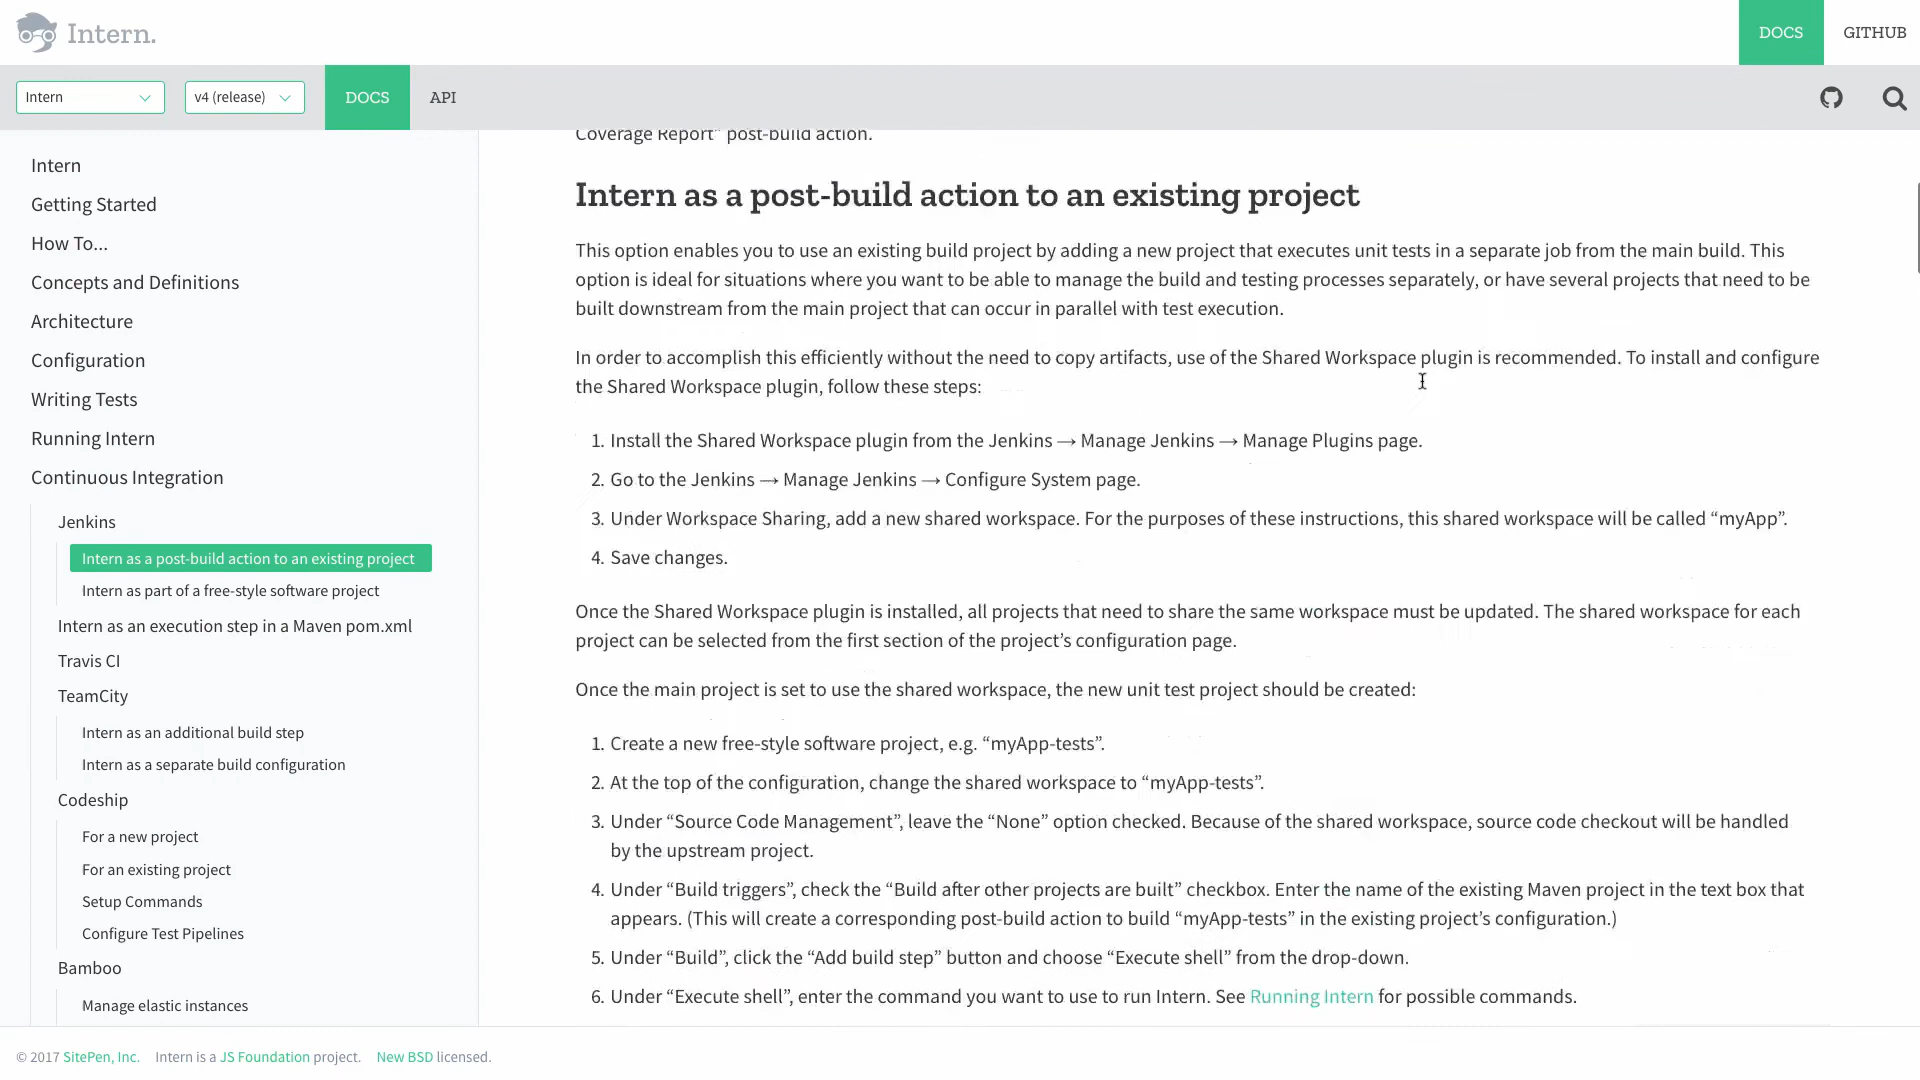 Intern.
DOCS
GITHUB
Intern
v4 (release)
DOCS
API
Intern
Getting Started
How To...
Concepts and Definitions
Architecture
Configuration
Writing Tests
Running Intern
Continuous Integration
Jenkins
Intern as a post-build action to an existing project
Intern as part of a free-style software project
Intern as an execution step in a Maven pom.xml
Travis CI
TeamCity
Intern as an additional build step
Intern as a separate build configuration
Codeship
For a new project
For an existing project
Setup Commands
Configure Test Pipelines
Bamboo
Manage elastic instances
Coverage Report” post-build action.
Intern as a post-build action to an existing project
This option enables you to use an existing build project by adding a new project that executes unit tests in a separate job from the main build. This
option is ideal for situations where you want to be able to manage the build and testing processes separately, or have several projects that need to be
built downstream from the main project that can occur in parallel with test execution.
In order to accomplish this efficiently without the need to copy artifacts, use of the Shared Workspace plugin is recommended. To install and configure
the Shared Workspace plugin, follow these steps:
1. Install the Shared Workspace plugin from the Jenkins → Manage Jenkins → Manage Plugins page.
2. Go to the Jenkins → Manage Jenkins → Configure System page.
3. Under Workspace Sharing, add a new shared workspace. For the purposes of these instructions, this shared workspace will be called “myApp”.
4. Save changes.
Once the Shared Workspace plugin is installed, all projects that need to share the same workspace must be updated. The shared workspace for each
project can be selected from the first section of the project’s configuration page.
Once the main project is set to use the shared workspace, the new unit test project should be created:
1. Create a new free-style software project, e.g. “myApp-tests”.
2. At the top of the configuration, change the shared workspace to “myApp-tests”.
3. Under “Source Code Management”, leave the “None” option checked. Because of the shared workspace, source code checkout will be handled
by the upstream project.
4. Under “Build triggers”, check the “Build after other projects are built” checkbox. Enter the name of the existing Maven project in the text box that
appears. (This will create a corresponding post-build action to build “myApp-tests” in the existing project’s configuration.)
5. Under “Build”, click the “Add build step” button and choose “Execute shell” from the drop-down.
6. Under “Execute shell”, enter the command you want to use to run Intern. See Running Intern for possible commands.
© 2017 SitePen, Inc. Intern is a JS Foundation project. New BSD licensed.